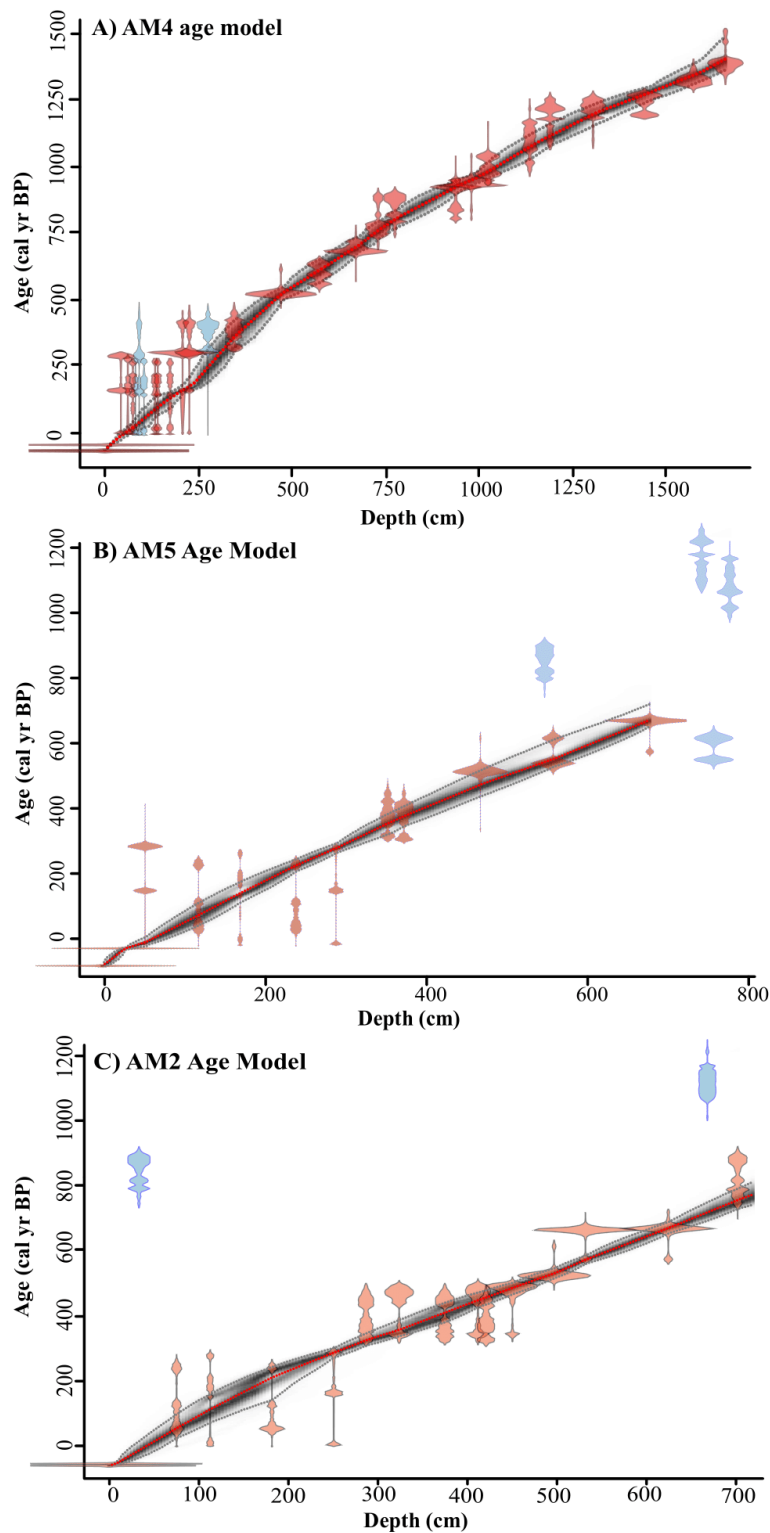 A) AM4 age model
Age (cal yr BP)
1500
1250
1000
750
500
250
0
0 250 500 750 1000 1250 1500
Depth (cm)
B) AM5 Age Model
Age (cal yr BP)
1200
1000
800
600
400
200
0
0 200 400 600 800
Depth (cm)
C) AM2 Age Model
Age (cal yr BP)
1200
1000
800
600
400
200
0
0 100 200 300 400 500 600 700
Depth (cm)